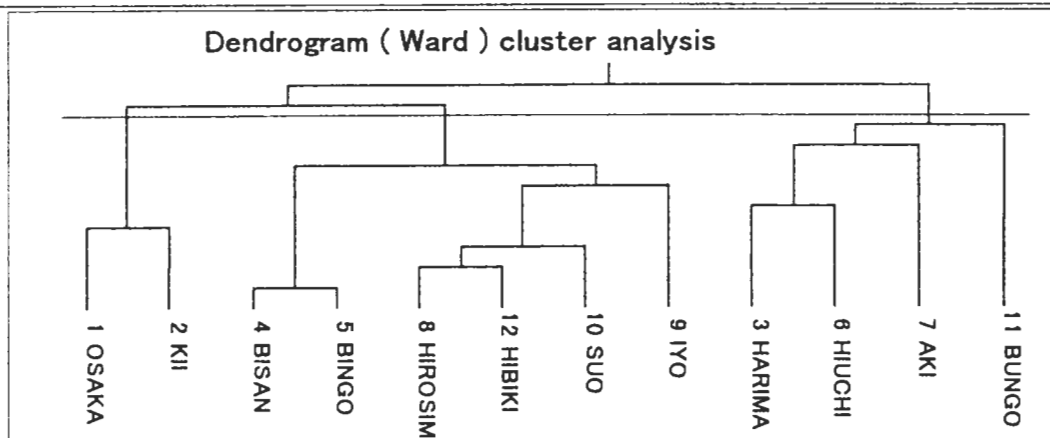 Dendrogram ( Ward ) cluster analysis
1 OSAKA
2 KII
4 BISAN
5 BINGO
8 HIROSIM
12 HIBIKI
10 SUO
9 IYO
3 HARIMA
6 HIUCHI
7 AKI
11 BUNGO